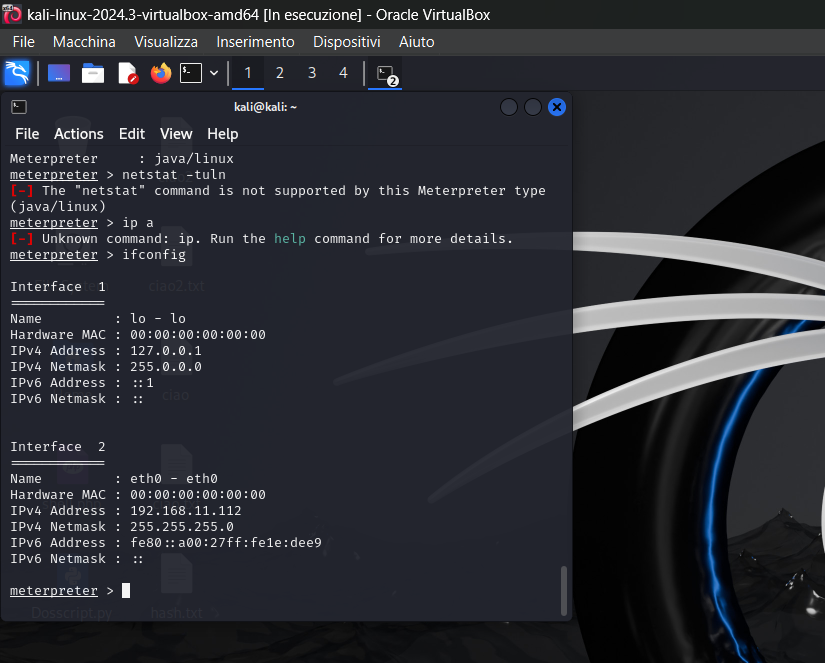 kali-linux-2024.3-virtualbox-amd64 [In esecuzione] - Oracle VirtualBox
File Macchina Visualizza Inserimento Dispositivi Aiuto
1 2 3 4 2
kali@kali: ~
File Actions Edit View Help
Meterpreter     : java/linux
meterpreter > netstat -tuln
[-] The "netstat" command is not supported by this Meterpreter type
(java/linux)
meterpreter > ip a
[-] Unknown command: ip. Run the help command for more details.
meterpreter > ifconfig
Interface  1
============
Name         : lo - lo
Hardware MAC : 00:00:00:00:00:00
IPv4 Address : 127.0.0.1
IPv4 Netmask : 255.0.0.0
IPv6 Address : ::1
IPv6 Netmask : ::
Interface  2
============
Name         : eth0 - eth0
Hardware MAC : 00:00:00:00:00:00
IPv4 Address : 192.168.11.112
IPv4 Netmask : 255.255.255.0
IPv6 Address : fe80::a00:27ff:fe1e:dee9
IPv6 Netmask : ::
meterpreter >
ciao2.txt
ciao
Dosscript.py
hash.txt